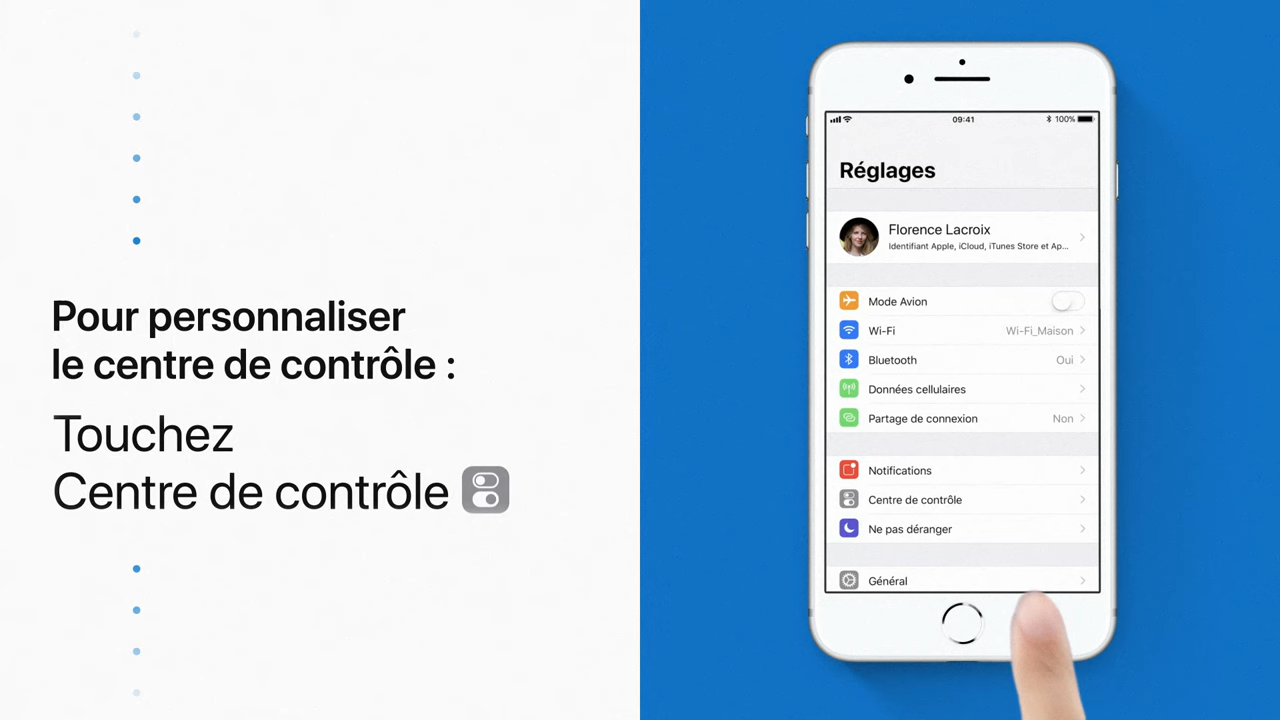 Pour personnaliser
le centre de contrôle :
Touchez
Centre de contrôle
09:41
100%
Réglages
Florence Lacroix
Identifiant Apple, iCloud, iTunes Store et Ap...
Mode Avion
Wi-Fi Wi-Fi_Maison
Bluetooth Oui
Données cellulaires
Partage de connexion Non
Notifications
Centre de contrôle
Ne pas déranger
Général